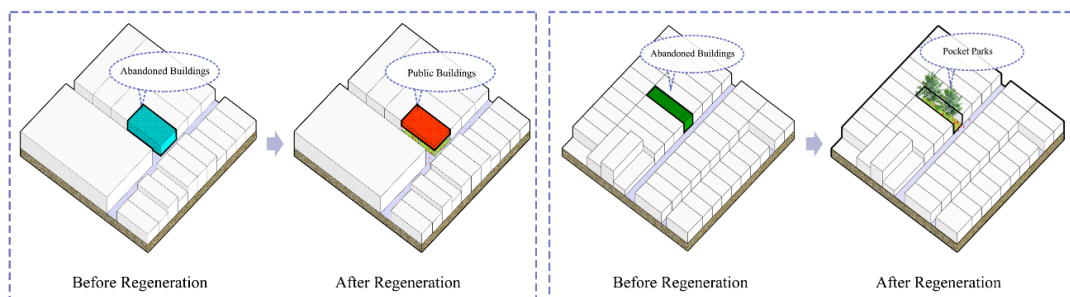 Abandoned Buildings
Public Buildings
Before Regeneration
After Regeneration
Abandoned Buildings
Pocket Parks
Before Regeneration
After Regeneration